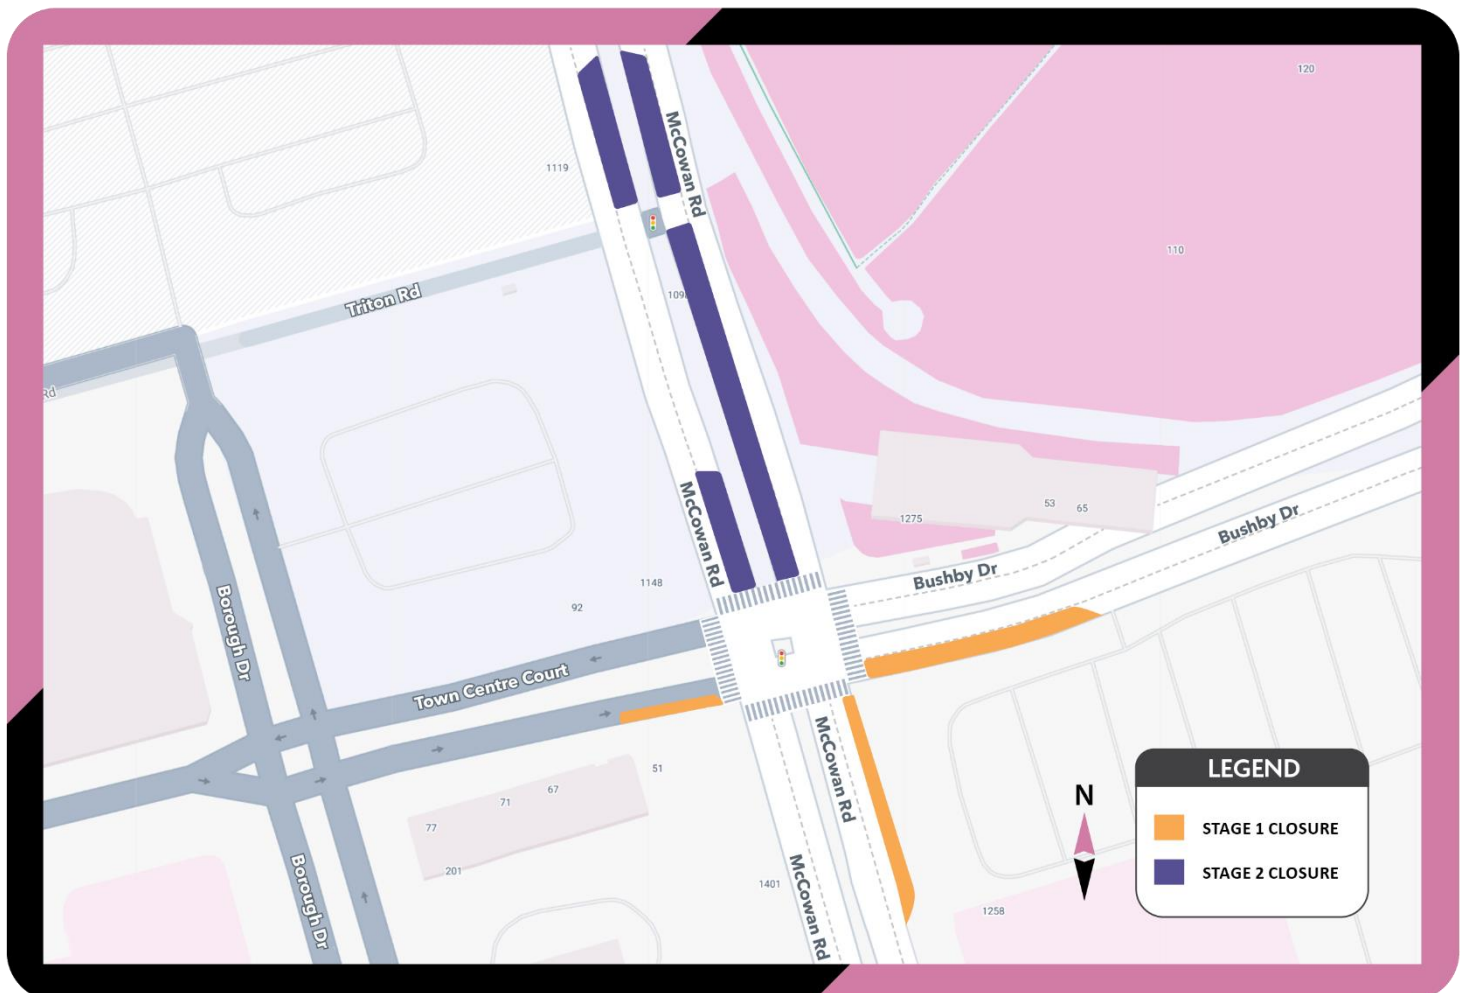 120
McCowan Rd
1119
110
1098
Triton Rd
Rd
53
65
1275
Bushby Dr
McCowan Rd
Bushby Dr
1148
92
Borough Dr
Town Centre Court
McCowan Rd
51
LEGEND
67
71
N
STAGE 1 CLOSURE
77
201
STAGE 2 CLOSURE
1401
McCowan Rd
Borough Dr
1258